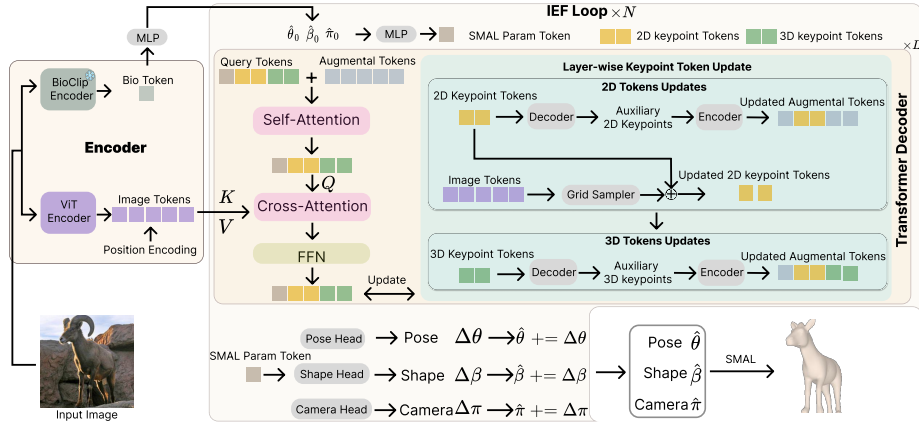 IEF Loop ×N
θ̂₀ β̂₀ π̂₀
MLP
MLP
SMAL Param Token
2D keypoint Tokens
3D keypoint Tokens
BioClip
Encoder
Bio Token
Encoder
ViT
Encoder
Image Tokens
Position Encoding
K
V
Input Image
Query Tokens
+
Augmental Tokens
Self-Attention
Q
Cross-Attention
FFN
Update
Layer-wise Keypoint Token Update
2D Tokens Updates
2D Keypoint Tokens
Decoder
Auxiliary
2D Keypoints
Encoder
Updated Augmental Tokens
Image Tokens
Grid Sampler
Updated 2D keypoint Tokens
3D Tokens Updates
3D Keypoint Tokens
Decoder
Auxiliary
3D keypoints
Encoder
Updated Augmental Tokens
Transformer Decoder
SMAL Param Token
Pose Head
Pose Δθ
θ̂ += Δθ
Shape Head
Shape Δβ
β̂ += Δβ
Camera Head
Camera Δπ
π̂ += Δπ
Pose θ̂
Shape β̂
Camera π̂
SMAL